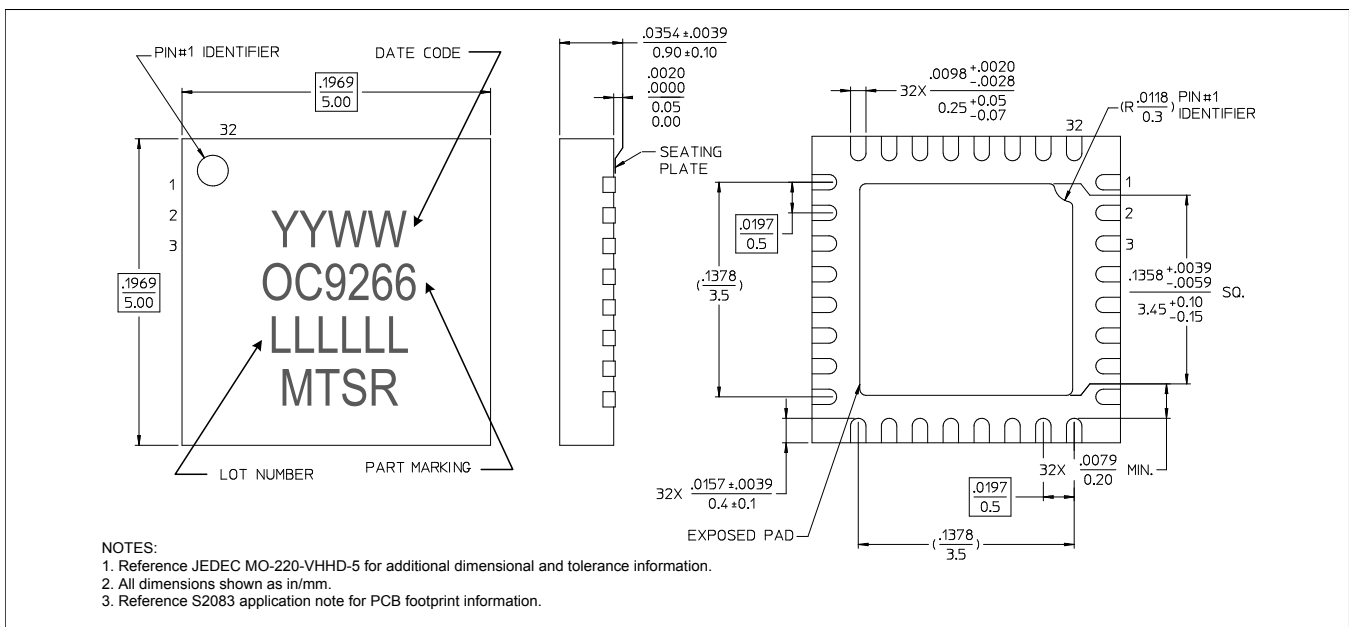 PIN#1 IDENTIFIER
DATE CODE
.1969
5.00
32
1
2
3
.1969
5.00
YYWW
OC9266
LLLLLL
MTSR
LOT NUMBER
PART MARKING
.0354 ±.0039
0.90 ±0.10
.0020
.0000
0.05
0.00
SEATING
PLATE
32X .0098 +.0020
-.0028
0.25 +0.05
-0.07
(R .0118
0.3 )
PIN#1
IDENTIFIER
32
1
2
3
.0197
0.5
( .1378
3.5 )
.1358 +.0039
-.0059
3.45 +0.10
-0.15
SQ.
32X .0157 ±.0039
0.4 ±0.1
32X .0079
0.20
MIN.
.0197
0.5
EXPOSED PAD
( .1378
3.5 )
NOTES:
1. Reference JEDEC MO-220-VHHD-5 for additional dimensional and tolerance information.
2. All dimensions shown as in/mm.
3. Reference S2083 application note for PCB footprint information.